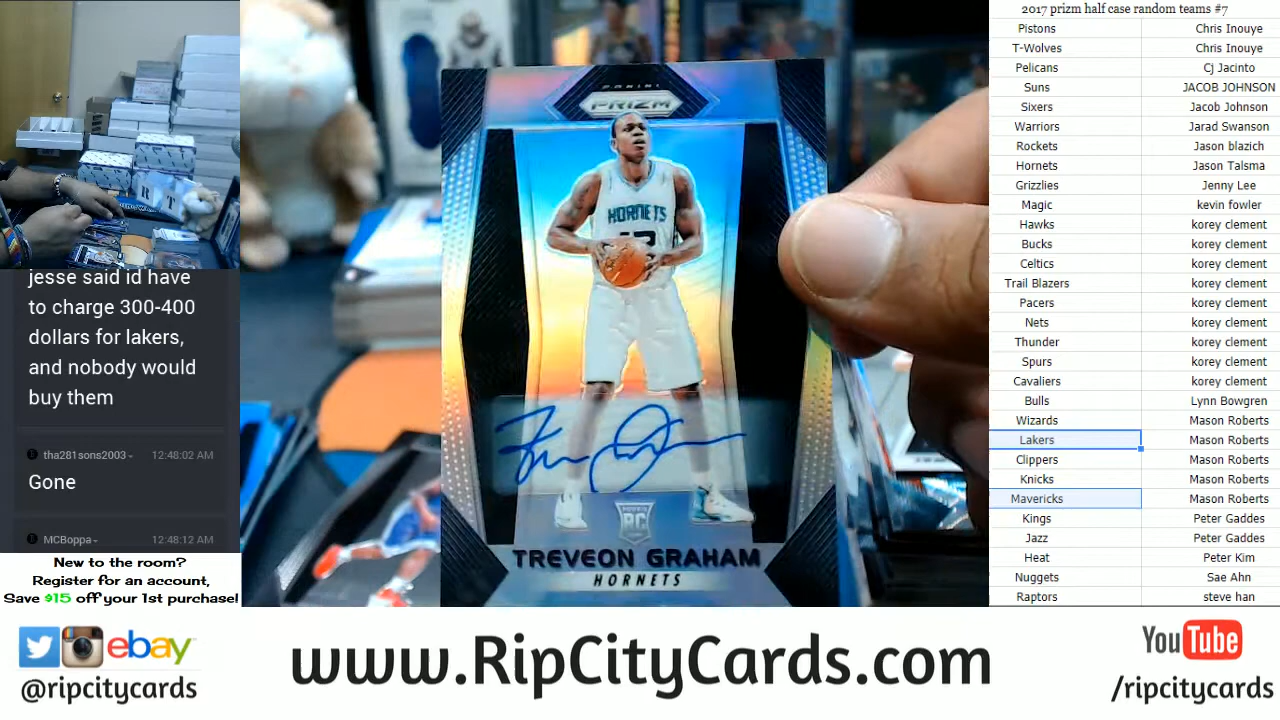 jesse said id have
to charge 300-400
dollars for lakers,
and nobody would
buy them
tha281sons2003 12:48:02 AM
Gone
MCBoppa 12:48:12 AM
New to the room?
Register for an account,
Save $15 off your 1st purchase!
R
T
PANINI
PRIZM
HORNETS
RC
TREVEON GRAHAM
HORNETS
2017 prizm half case random teams #7
Pistons Chris Inouye
T-Wolves Chris Inouye
Pelicans Cj Jacinto
Suns JACOB JOHNSON
Sixers Jacob Johnson
Warriors Jarad Swanson
Rockets Jason blazich
Hornets Jason Talsma
Grizzlies Jenny Lee
Magic kevin fowler
Hawks korey clement
Bucks korey clement
Celtics korey clement
Trail Blazers korey clement
Pacers korey clement
Nets korey clement
Thunder korey clement
Spurs korey clement
Cavaliers korey clement
Bulls Lynn Bowgren
Wizards Mason Roberts
Lakers Mason Roberts
Clippers Mason Roberts
Knicks Mason Roberts
Mavericks Mason Roberts
Kings Peter Gaddes
Jazz Peter Gaddes
Heat Peter Kim
Nuggets Sae Ahn
Raptors steve han
ebay
@ripcitycards
www.RipCityCards.com
YouTube
/ripcitycards